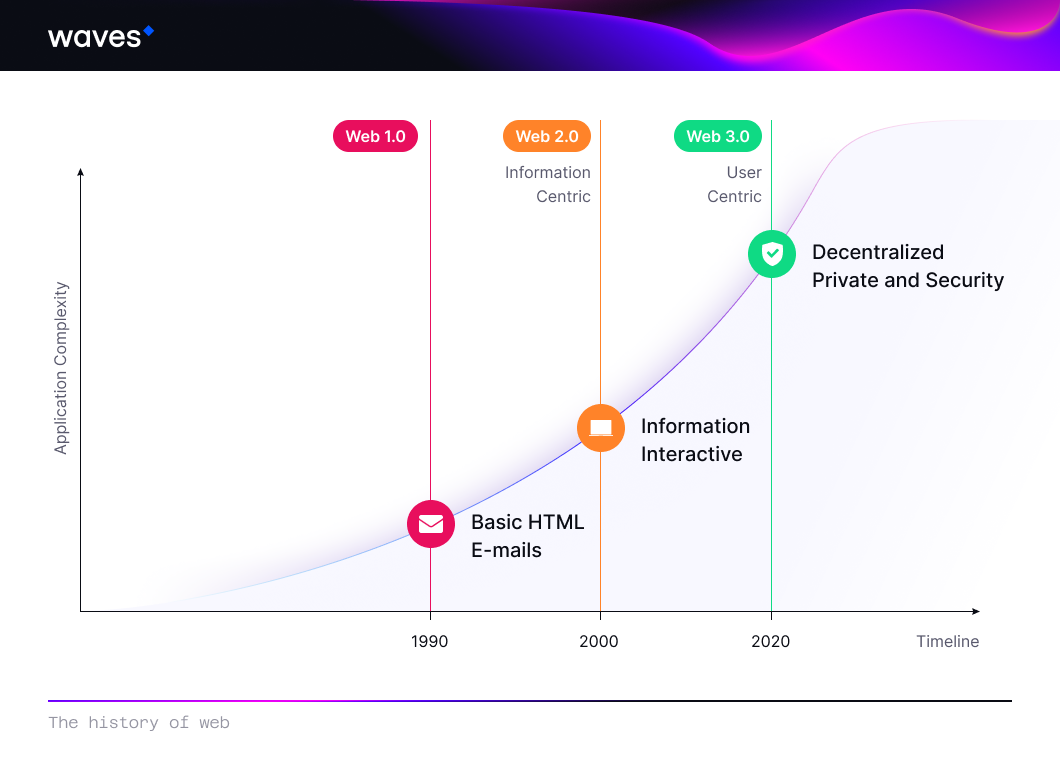 waves
Web 1.0
Web 2.0
Web 3.0
Information
Centric
User
Centric
Decentralized
Private and Security
Application Complexity
Information
Interactive
Basic HTML
E-mails
1990
2000
2020
Timeline
The history of web